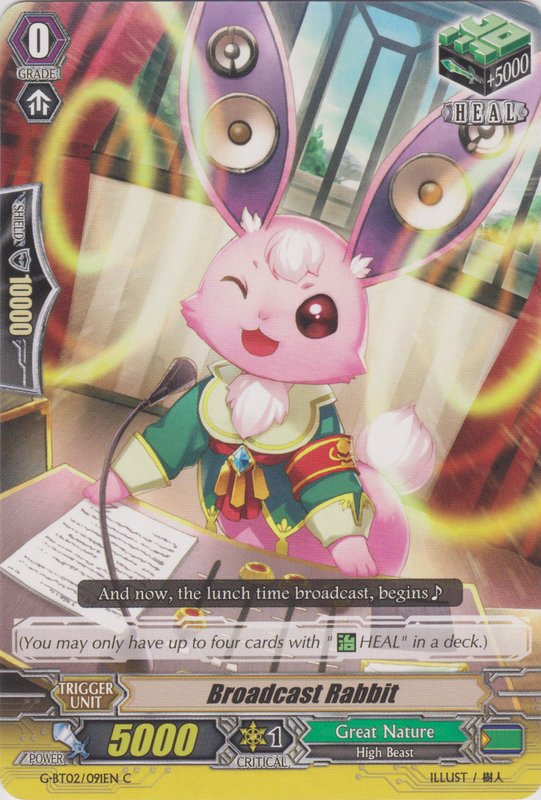 0
GRADE
治
+5000
HEAL
SHIELD
10000
And now, the lunch time broadcast, begins♪
(You may only have up to four cards with "治 HEAL" in a deck.)
TRIGGER
UNIT
Broadcast Rabbit
POWER
5000
1
CRITICAL
Great Nature
High Beast
G-BT02/091EN C
ILLUST / 樹人